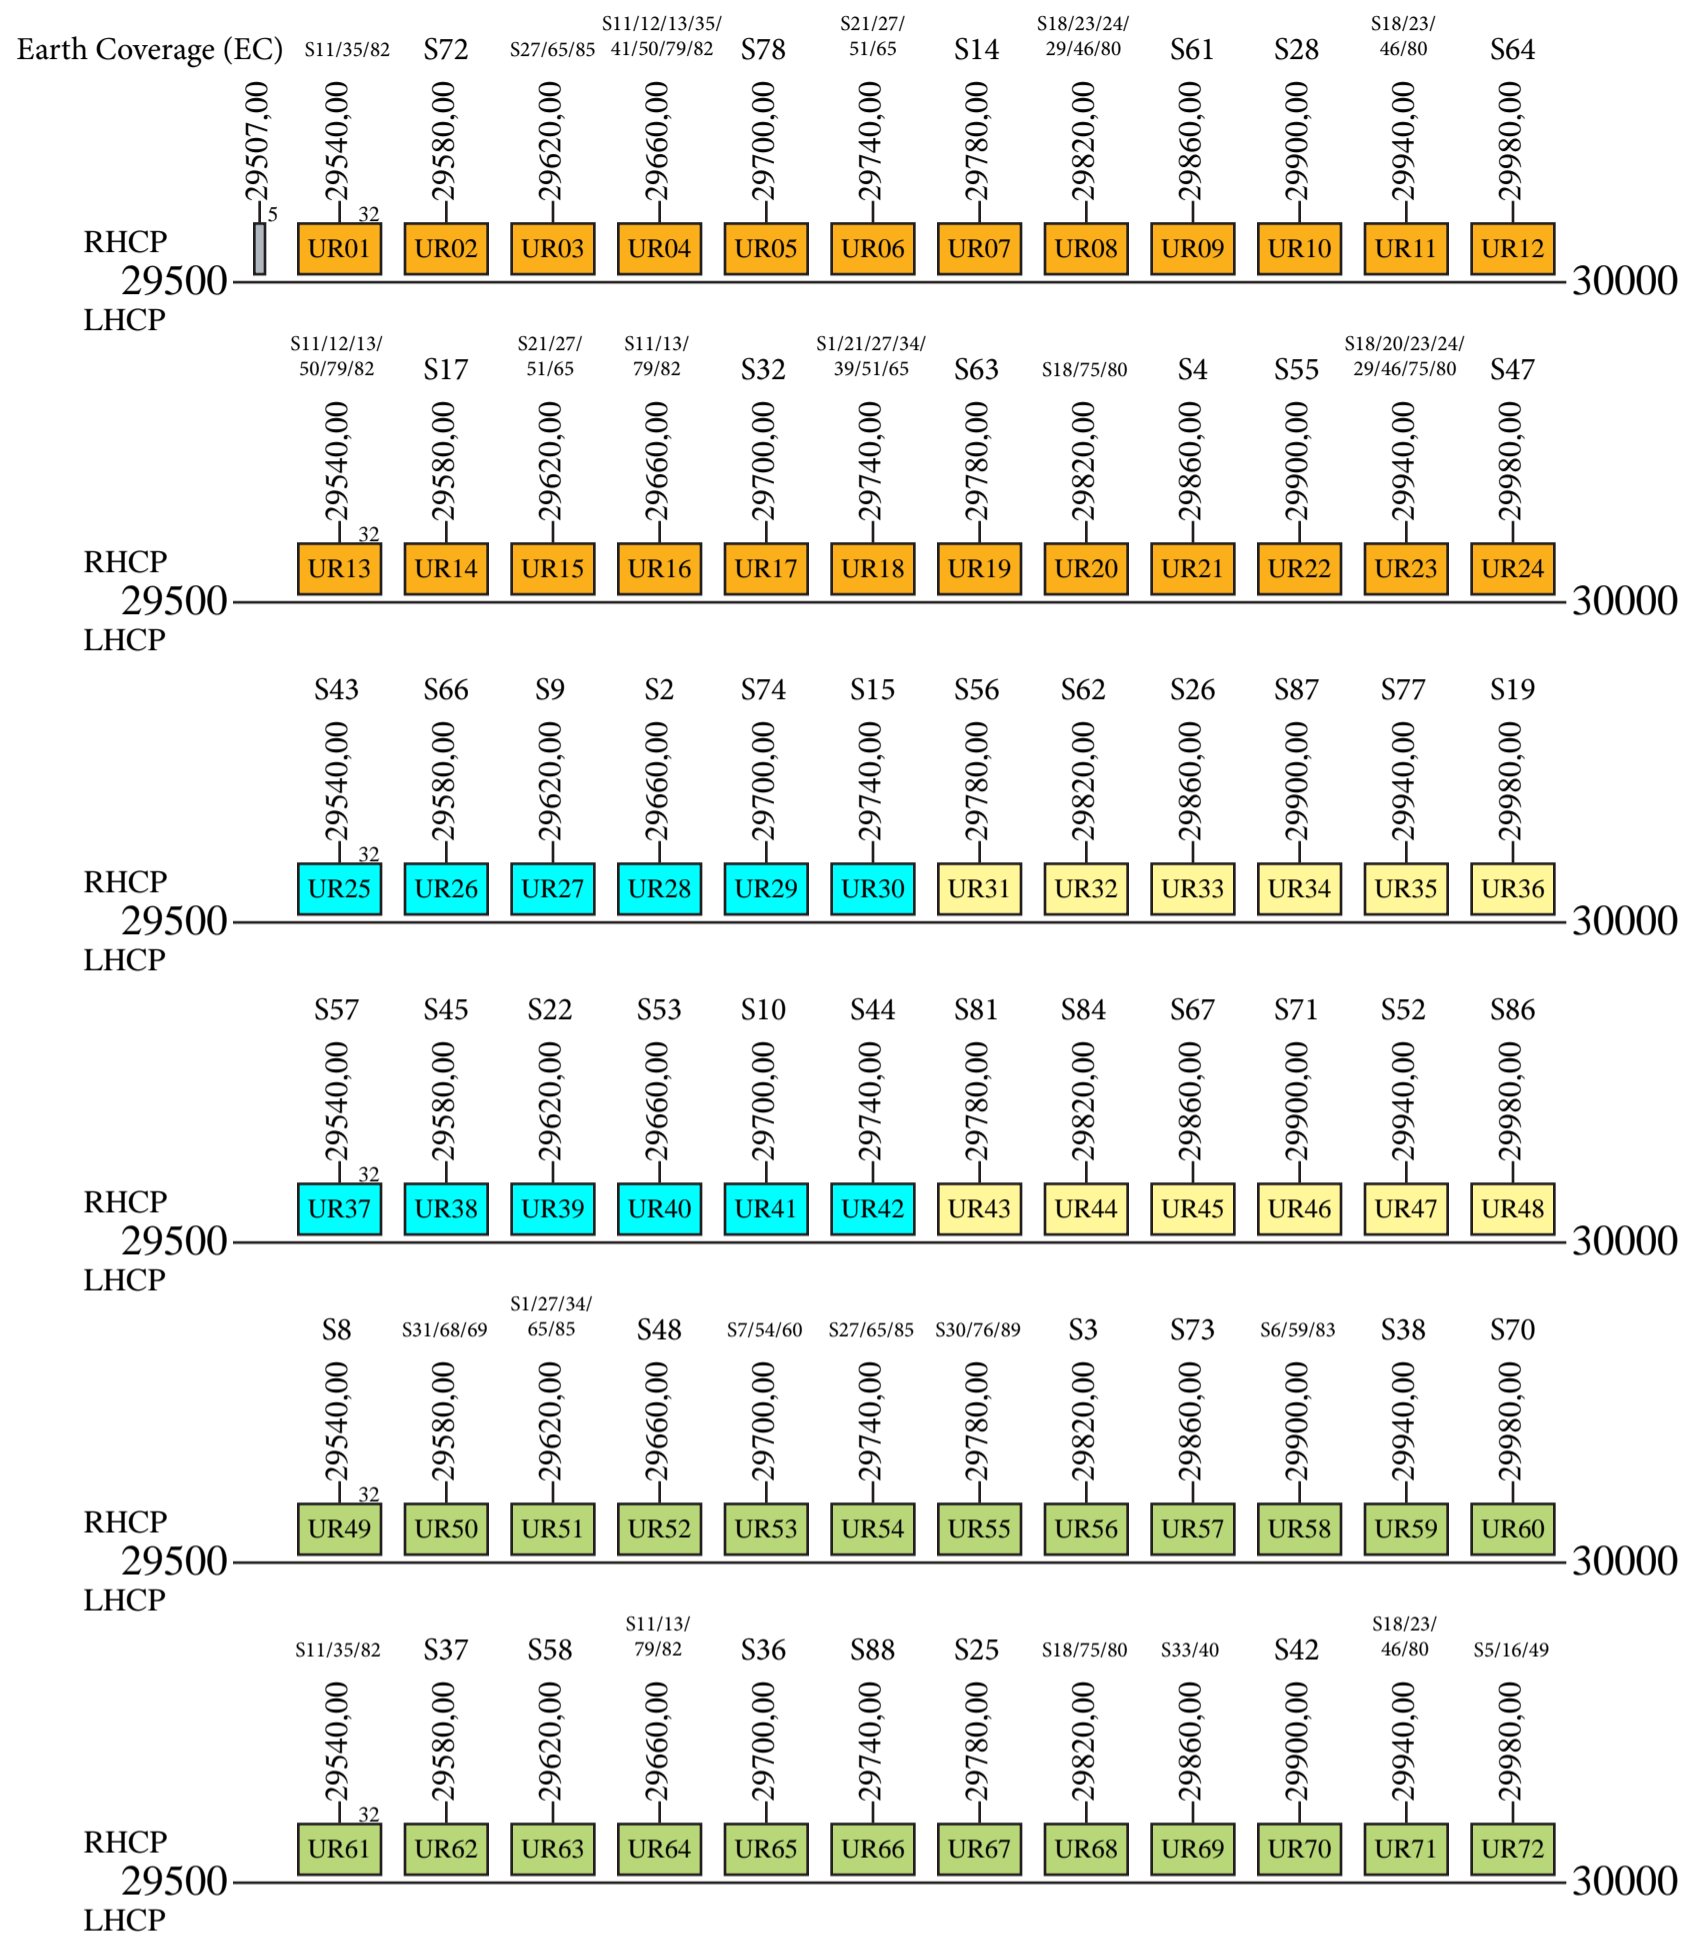 S11/12/13/35/ S21/27/ S18/23/24/ S18/23/
Earth Coverage (EC) S11/35/82 S72 S27/65/85 41/50/79/82 S78 51/65 S14 29/46/80 S61 S28 46/80 S64
29507,00 29540,00 29580,00 29620,00 29660,00 29700,00 29740,00 29780,00 29820,00 29860,00 29900,00 29940,00 29980,00
5 32
RHCP UR01 UR02 UR03 UR04 UR05 UR06 UR07 UR08 UR09 UR10 UR11 UR12
29500 30000
LHCP
S11/12/13/ S21/27/ S11/13/ S1/21/27/34/ S18/20/23/24/
50/79/82 S17 51/65 79/82 S32 39/51/65 S63 S18/75/80 S4 S55 29/46/75/80 S47
29540,00 29580,00 29620,00 29660,00 29700,00 29740,00 29780,00 29820,00 29860,00 29900,00 29940,00 29980,00
32
RHCP UR13 UR14 UR15 UR16 UR17 UR18 UR19 UR20 UR21 UR22 UR23 UR24
29500 30000
LHCP
S43 S66 S9 S2 S74 S15 S56 S62 S26 S87 S77 S19
29540,00 29580,00 29620,00 29660,00 29700,00 29740,00 29780,00 29820,00 29860,00 29900,00 29940,00 29980,00
32
RHCP UR25 UR26 UR27 UR28 UR29 UR30 UR31 UR32 UR33 UR34 UR35 UR36
29500 30000
LHCP
S57 S45 S22 S53 S10 S44 S81 S84 S67 S71 S52 S86
29540,00 29580,00 29620,00 29660,00 29700,00 29740,00 29780,00 29820,00 29860,00 29900,00 29940,00 29980,00
32
RHCP UR37 UR38 UR39 UR40 UR41 UR42 UR43 UR44 UR45 UR46 UR47 UR48
29500 30000
LHCP
S1/27/34/
S8 S31/68/69 65/85 S48 S7/54/60 S27/65/85 S30/76/89 S3 S73 S6/59/83 S38 S70
29540,00 29580,00 29620,00 29660,00 29700,00 29740,00 29780,00 29820,00 29860,00 29900,00 29940,00 29980,00
32
RHCP UR49 UR50 UR51 UR52 UR53 UR54 UR55 UR56 UR57 UR58 UR59 UR60
29500 30000
LHCP
S11/13/ S18/23/
S11/35/82 S37 S58 79/82 S36 S88 S25 S18/75/80 S33/40 S42 46/80 S5/16/49
29540,00 29580,00 29620,00 29660,00 29700,00 29740,00 29780,00 29820,00 29860,00 29900,00 29940,00 29980,00
32
RHCP UR61 UR62 UR63 UR64 UR65 UR66 UR67 UR68 UR69 UR70 UR71 UR72
29500 30000
LHCP